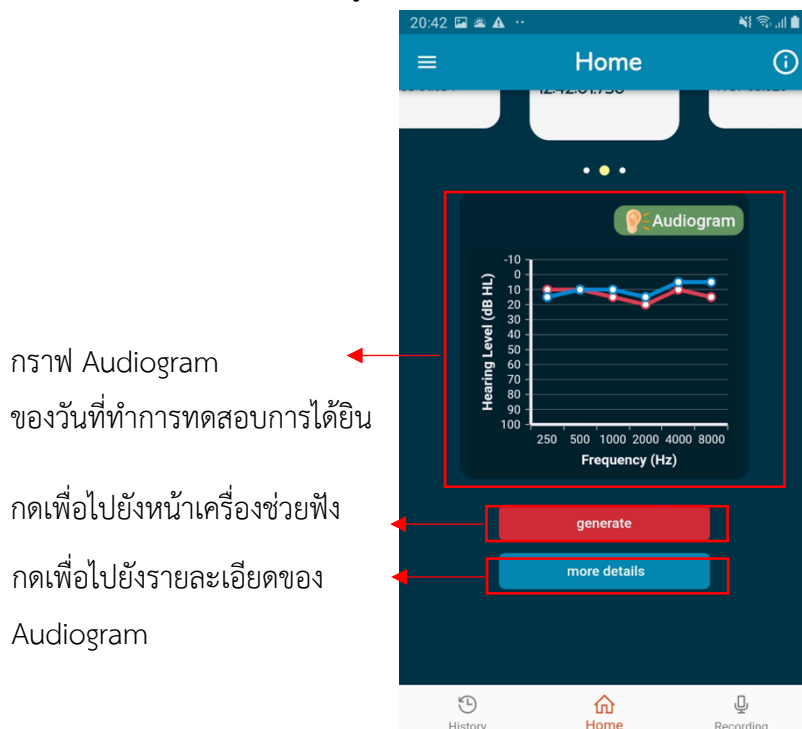 20:42
Home
12:42:01.750
Audiogram
-10
0
10
20
30
40
50
60
70
80
90
100
Hearing Level (dB HL)
250 500 1000 2000 4000 8000
Frequency (Hz)
กราฟ Audiogram
ของวันที่ทำการทดสอบการได้ยิน
กดเพื่อไปยังหน้าเครื่องช่วยฟัง
generate
กดเพื่อไปยังรายละเอียดของ
Audiogram
more details
History Home Recording